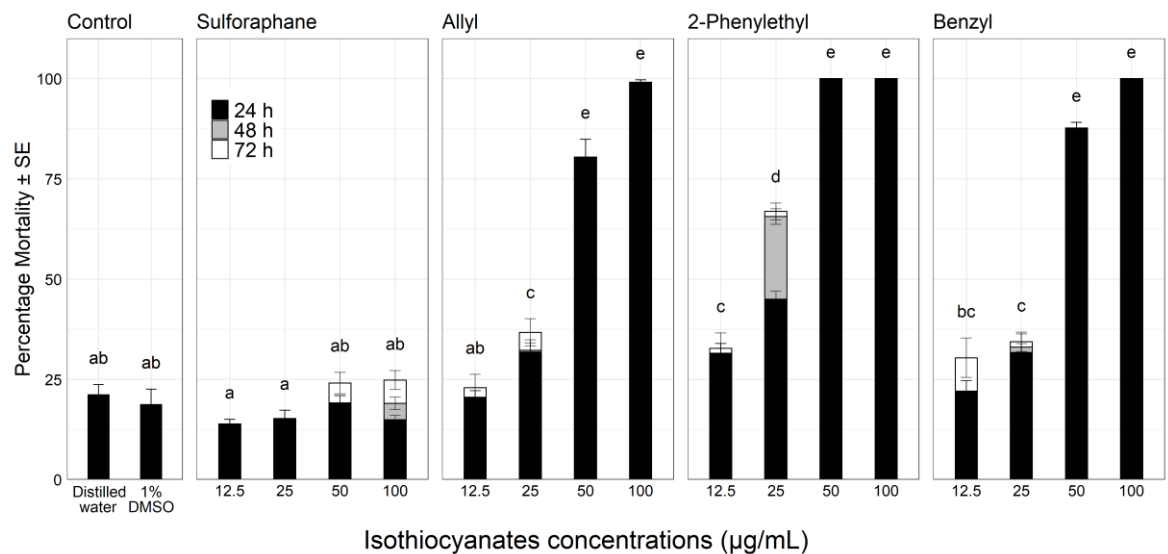 Control
Sulforaphane
Allyl
2-Phenylethyl
Benzyl
Percentage Mortality ± SE
100
75
50
25
0
24 h
48 h
72 h
ab
ab
a
a
ab
ab
ab
c
e
e
c
d
e
e
bc
c
e
e
Distilled
water
1%
DMSO
12.5
25
50
100
12.5
25
50
100
12.5
25
50
100
12.5
25
50
100
Isothiocyanates concentrations (µg/mL)